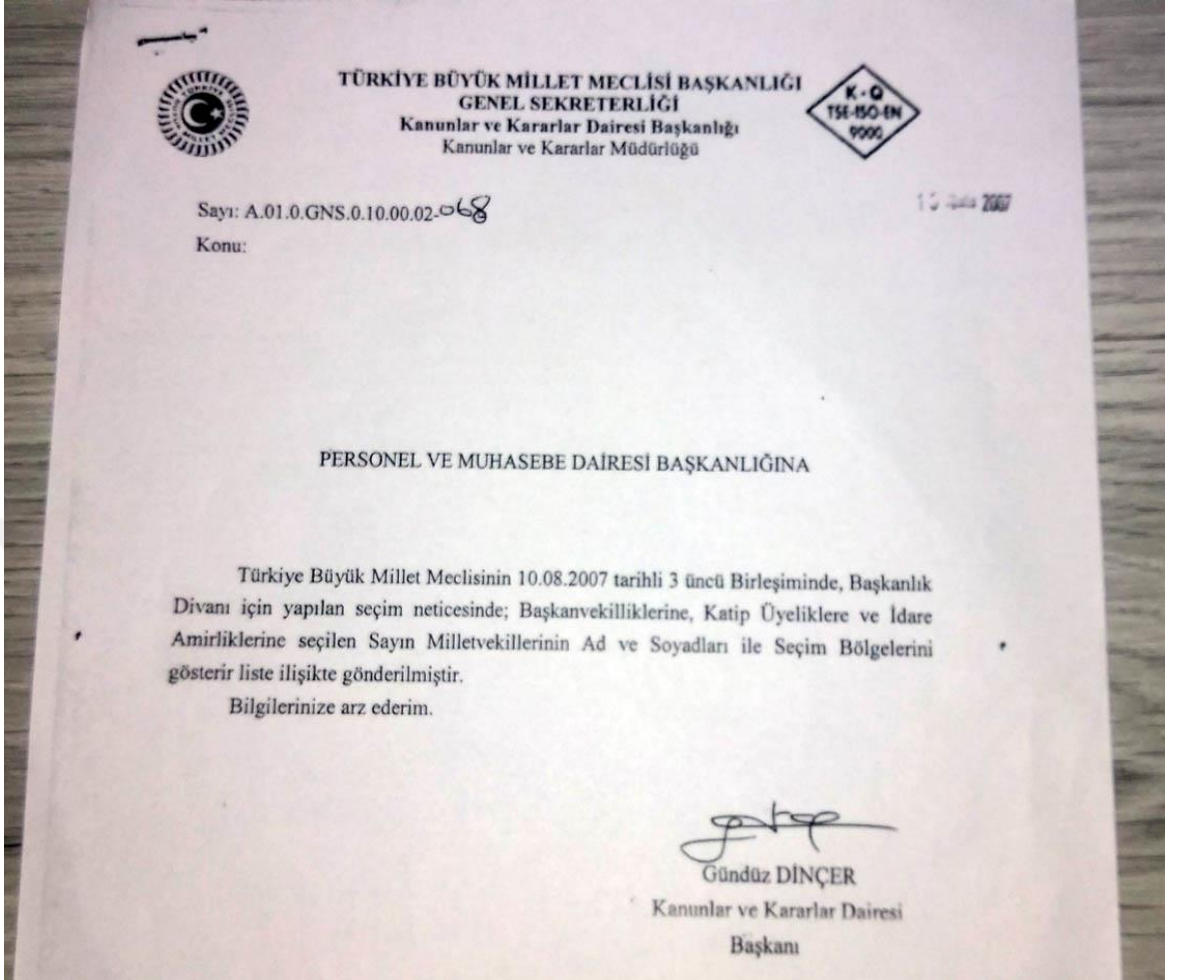 TÜRKİYE BÜYÜK MİLLET MECLİSİ BAŞKANLIĞI
GENEL SEKRETERLİĞİ
Kanunlar ve Kararlar Dairesi Başkanlığı
Kanunlar ve Kararlar Müdürlüğü
K-Q
TSE-ISO-EN
9000
Sayı: A.01.0.GNS.0.10.00.02-068
2007
Konu:
PERSONEL VE MUHASEBE DAİRESİ BAŞKANLIĞINA
Türkiye Büyük Millet Meclisinin 10.08.2007 tarihli 3 üncü Birleşiminde, Başkanlık
Divanı için yapılan seçim neticesinde; Başkanvekilliklerine, Katip Üyeliklere ve İdare
Amirliklerine seçilen Sayın Milletvekillerinin Ad ve Soyadları ile Seçim Bölgelerini
gösterir liste ilişikte gönderilmiştir.
Bilgilerinize arz ederim.
Gündüz DİNÇER
Kanunlar ve Kararlar Dairesi
Başkanı